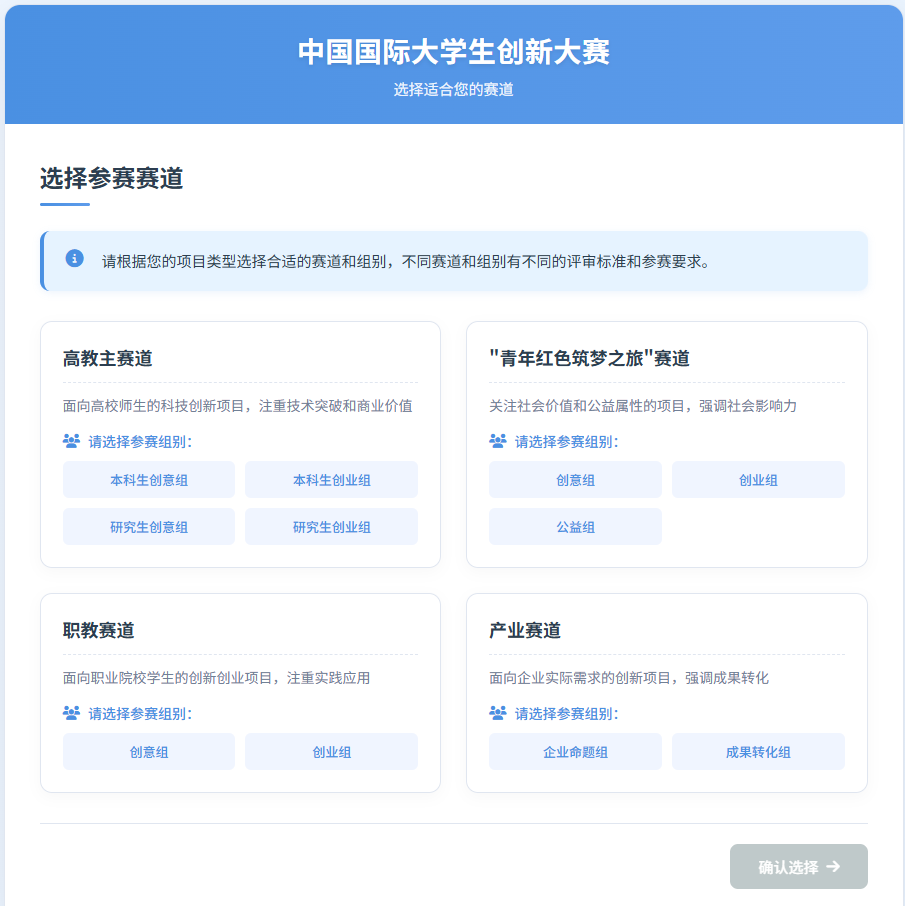 中国国际大学生创新大赛
选择适合您的赛道
选择参赛赛道
请根据您的项目类型选择合适的赛道和组别，不同赛道和组别有不同的评审标准和参赛要求。
高教主赛道
面向高校师生的科技创新项目，注重技术突破和商业价值
请选择参赛组别：
本科生创意组
本科生创业组
研究生创意组
研究生创业组
"青年红色筑梦之旅"赛道
关注社会价值和公益属性的项目，强调社会影响力
请选择参赛组别：
创意组
创业组
公益组
职教赛道
面向职业院校学生的创新创业项目，注重实践应用
请选择参赛组别：
创意组
创业组
产业赛道
面向企业实际需求的创新项目，强调成果转化
请选择参赛组别：
企业命题组
成果转化组
确认选择